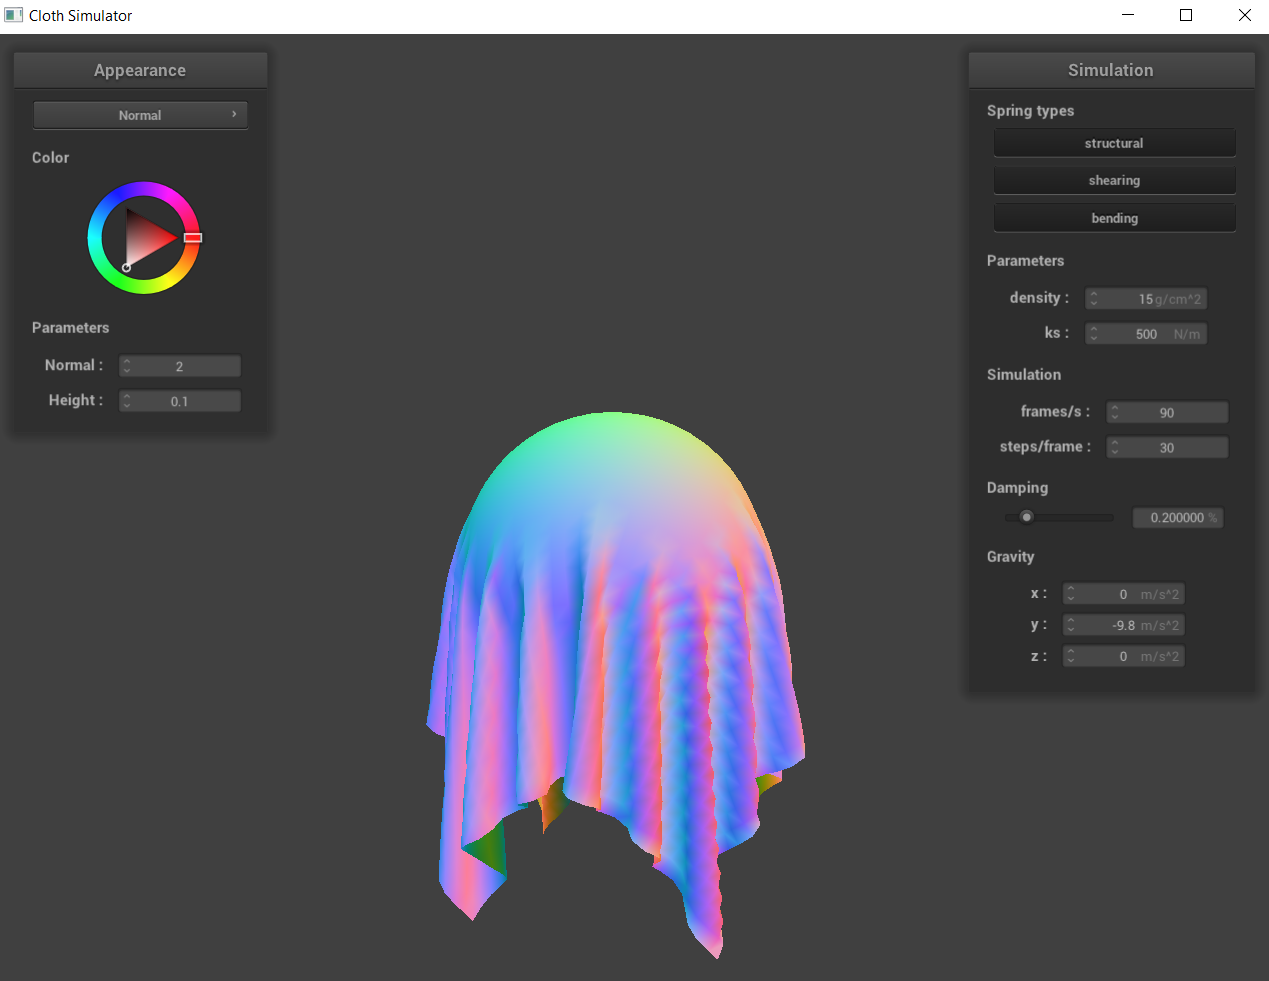 Cloth Simulator
Appearance
Normal
Color
Parameters
Normal : 2
Height : 0.1
Simulation
Spring types
structural
shearing
bending
Parameters
density : 15 g/cm^2
ks : 500 N/m
Simulation
frames/s : 90
steps/frame : 30
Damping
0.200000 %
Gravity
x : 0 m/s^2
y : -9.8 m/s^2
z : 0 m/s^2